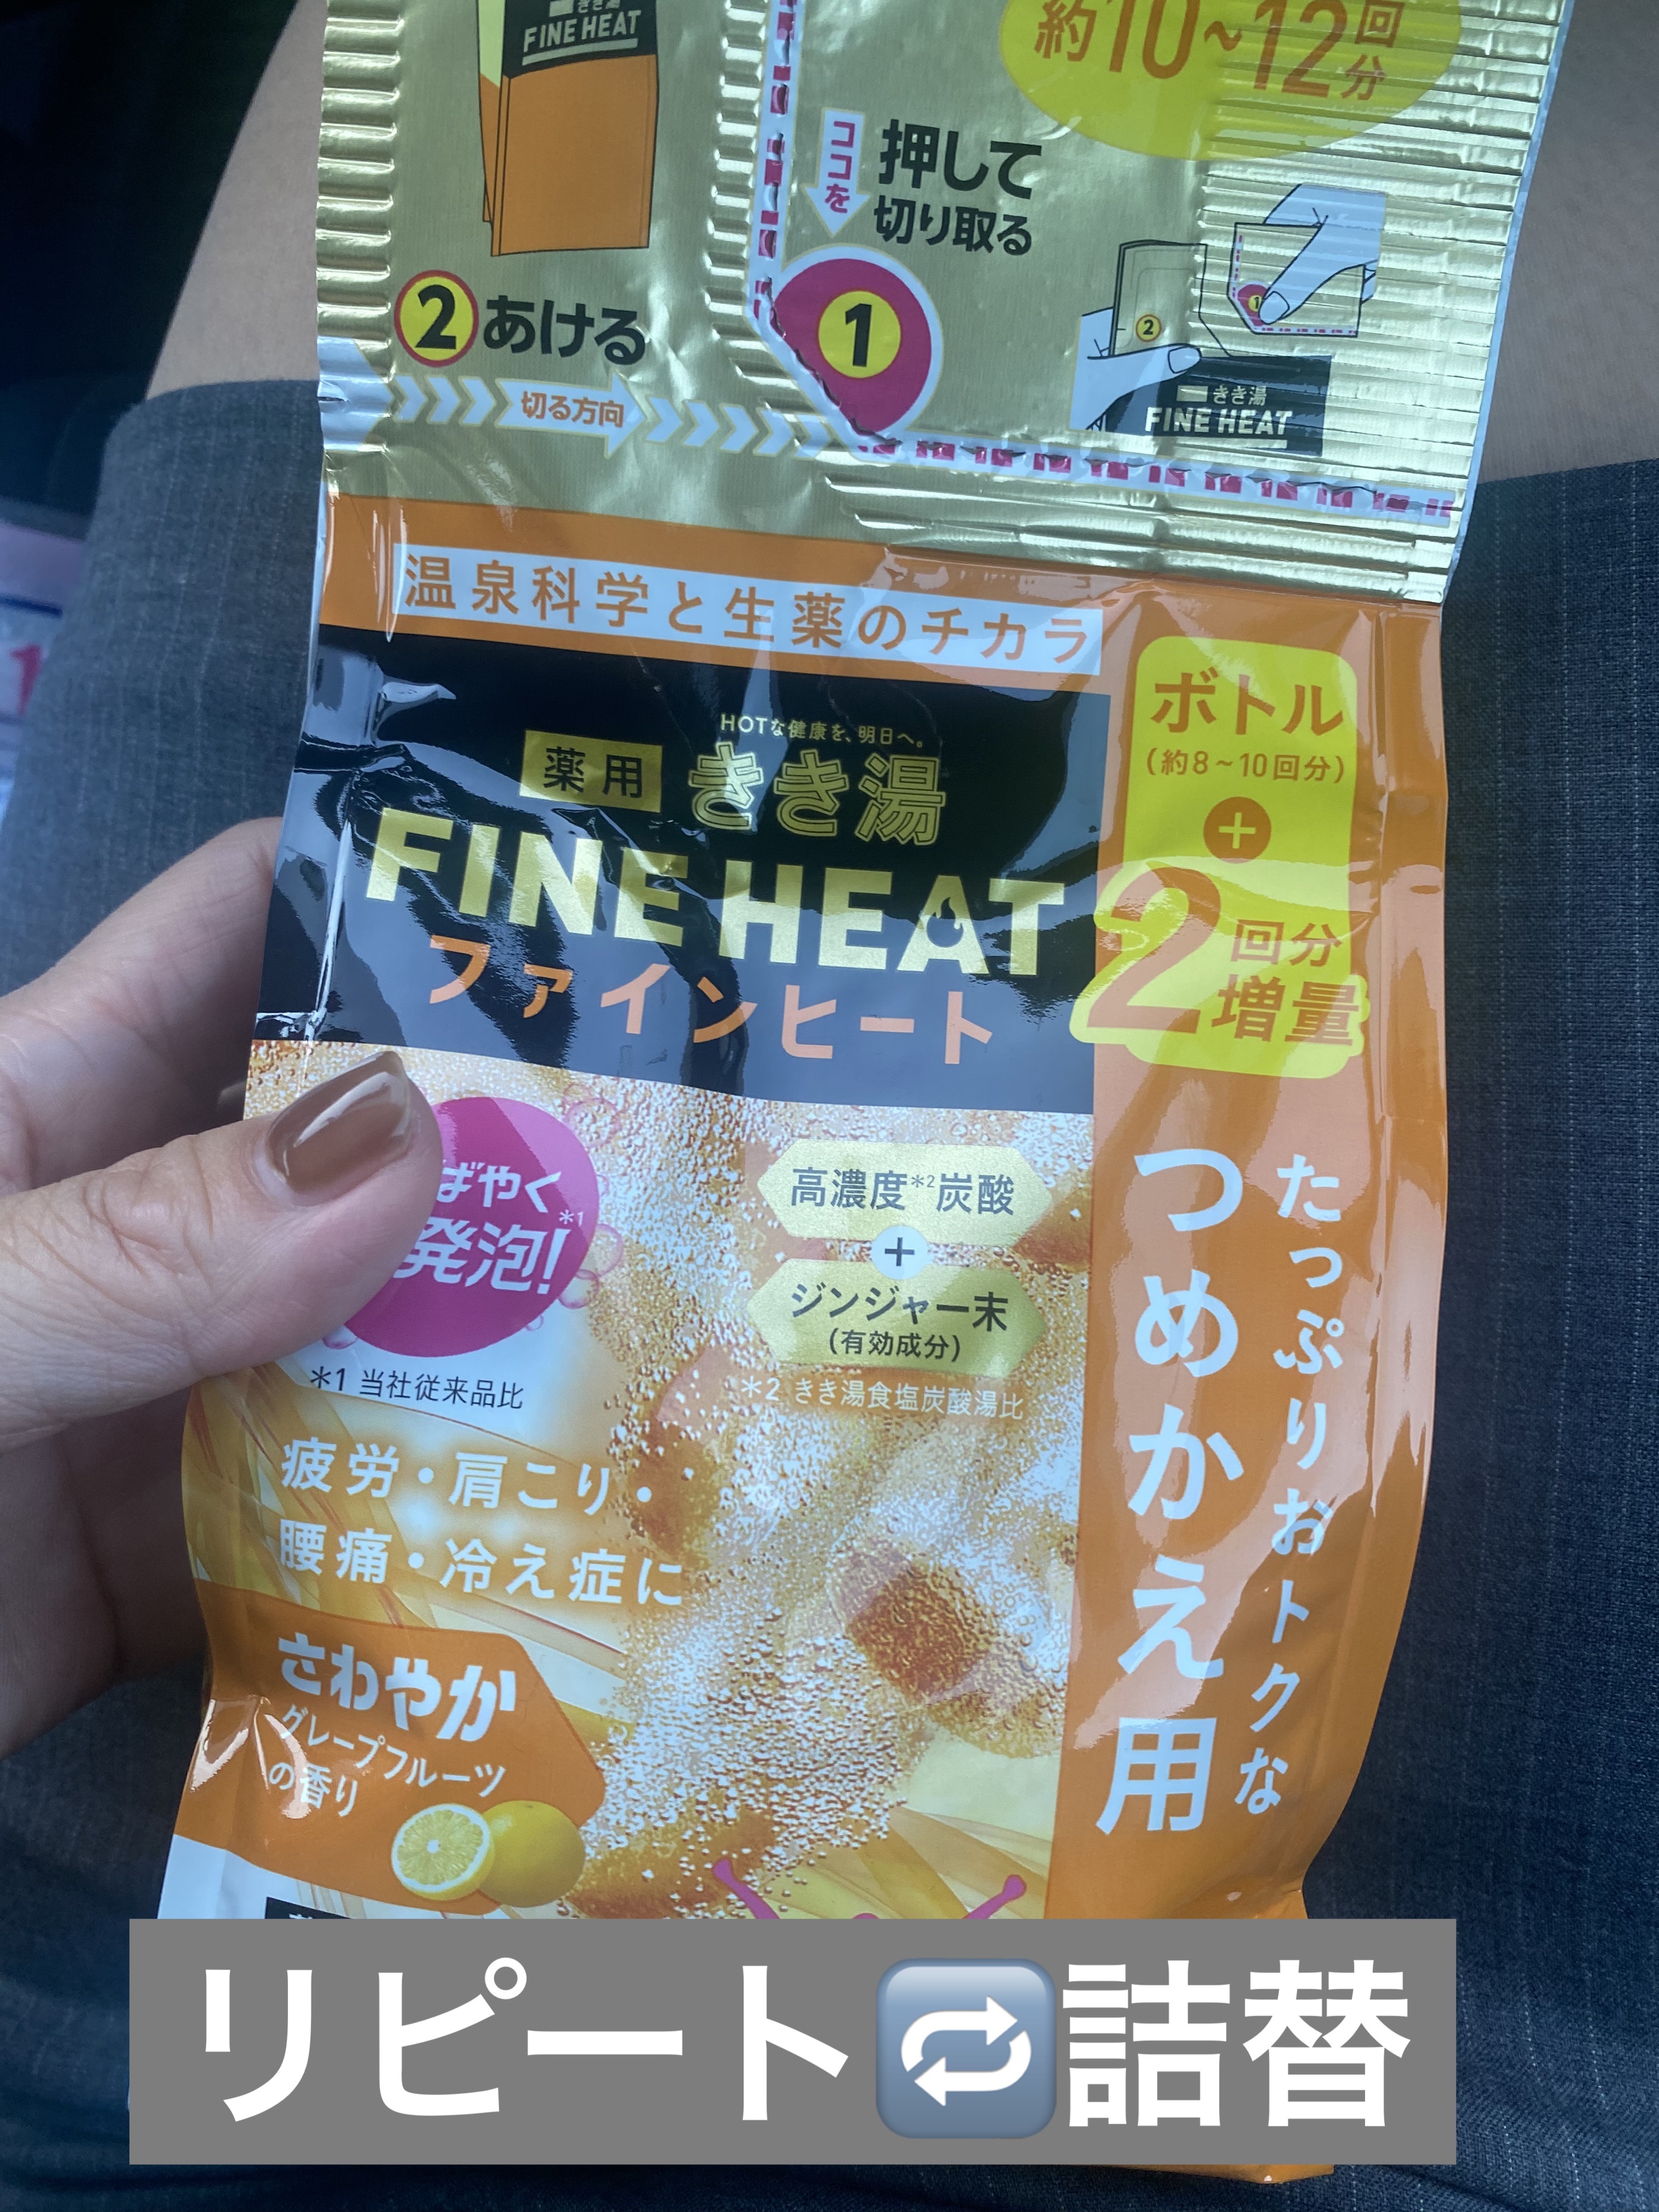 きき湯
FINE HEAT
約10~12回分
ココを
押して
切り取る
1
2
1
きき湯
FINE HEAT
2 あける
切る方向
温泉科学と生薬のチカラ
HOTな健康を、明日へ。
薬用 きき湯
FINE HEAT
ファインヒート
ボトル
(約8~10回分)
+
2回分
増量
ばやく
発泡!*1
*1 当社従来品比
高濃度*2炭酸
+
ジンジャー末
(有効成分)
*2 きき湯食塩炭酸湯比
疲労・肩こり・
腰痛・冷え症に
さわやか
グレープフルーツ
の香り
たっぷりおトクな
つめかえ用
リピート🔁詰替